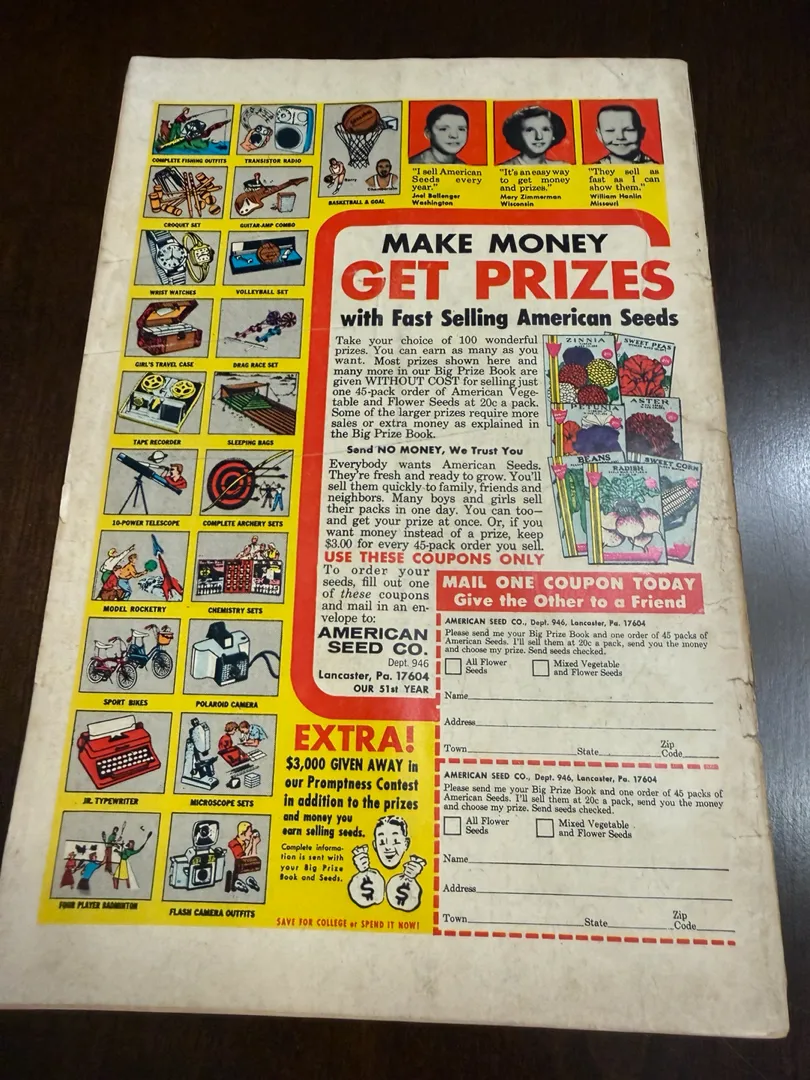 COMPLETE FISHING OUTFITS
TRANSISTOR RADIO
BASKETBALL & GOAL
CROQUET SET
GUITAR-AMP COMBO
WRIST WATCHES
VOLLEYBALL SET
GIRL'S TRAVEL CASE
DRAG RACE SET
TAPE RECORDER
SLEEPING BAGS
10-POWER TELESCOPE
COMPLETE ARCHERY SETS
MODEL ROCKETRY
CHEMISTRY SETS
SPORT BIKES
POLAROID CAMERA
JR. TYPEWRITER
MICROSCOPE SETS
FOUR PLAYER BADMINTON
FLASH CAMERA OUTFITS
"I sell American
Seeds every
year."
Joel Ballenger
Washington
"It's an easy way
to get money
and prizes."
Mary Zimmerman
Wisconsin
"They sell as
fast as I can
show them."
William Hanlin
Missouri
MAKE MONEY
GET PRIZES
with Fast Selling American Seeds
Take your choice of 100 wonderful
prizes. You can earn as many as you
want. Most prizes shown here and
many more in our Big Prize Book are
given WITHOUT COST for selling just
one 45-pack order of American Vege-
table and Flower Seeds at 20c a pack.
Some of the larger prizes require more
sales or extra money as explained in
the Big Prize Book.
Send NO MONEY, We Trust You
Everybody wants American Seeds.
They're fresh and ready to grow. You'll
sell them quickly to family, friends and
neighbors. Many boys and girls sell
their packs in one day. You can too—
and get your prize at once. Or, if you
want money instead of a prize, keep
$3.00 for every 45-pack order you sell.
ZINNIA
SWEET PEAS
PETUNIA
ASTER
BEANS
RADISH
SWEET CORN
USE THESE COUPONS ONLY
To order your
seeds, fill out one
of these coupons
and mail in an en-
velope to:
AMERICAN
SEED CO.
Dept. 946
Lancaster, Pa. 17604
OUR 51st YEAR
EXTRA!
$3,000 GIVEN AWAY in
our Promptness Contest
in addition to the prizes
and money you
earn selling seeds.
Complete informa-
tion is sent with
your Big Prize
Book and Seeds.
$ $
SAVE FOR COLLEGE or SPEND IT NOW!
MAIL ONE COUPON TODAY
Give the Other to a Friend
AMERICAN SEED CO., Dept. 946, Lancaster, Pa. 17604
Please send me your Big Prize Book and one order of 45 packs of
American Seeds. I'll sell them at 20c a pack, send you the money
and choose my prize. Send seeds checked.
All Flower Seeds
Mixed Vegetable and Flower Seeds
Name
Address
Town State Zip Code
AMERICAN SEED CO., Dept. 946, Lancaster, Pa. 17604
Please send me your Big Prize Book and one order of 45 packs of
American Seeds. I'll sell them at 20c a pack, send you the money
and choose my prize. Send seeds checked.
All Flower Seeds
Mixed Vegetable and Flower Seeds
Name
Address
Town State Zip Code